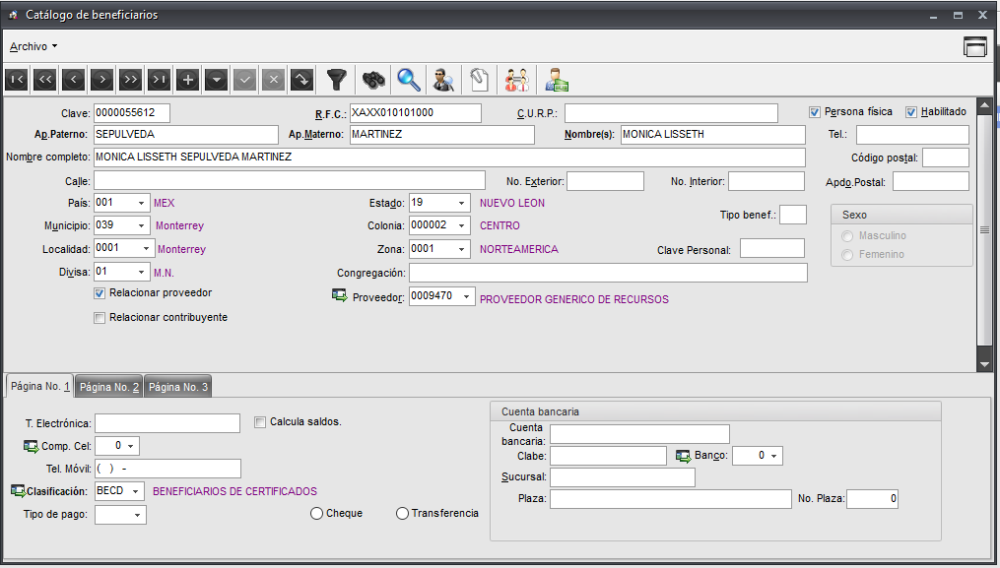 Catálogo de beneficiarios
Archivo
Clave: 0000055612 R.F.C.: XAXX010101000 C.U.R.P.: Persona física Habilitado
Ap.Paterno: SEPULVEDA Ap.Materno: MARTINEZ Nombre(s): MONICA LISSETH Tel.:
Nombre completo: MONICA LISSETH SEPULVEDA MARTINEZ Código postal:
Calle: No. Exterior: No. Interior: Apdo.Postal:
País: 001 MEX Estado: 19 NUEVO LEON Tipo benef.: Sexo
Municipio: 039 Monterrey Colonia: 000002 CENTRO Masculino
Localidad: 0001 Monterrey Zona: 0001 NORTEAMERICA Clave Personal: Femenino
Divisa: 01 M.N. Congregación:
Relacionar proveedor Proveedor: 0009470 PROVEEDOR GENERICO DE RECURSOS
Relacionar contribuyente
Página No. 1 Página No. 2 Página No. 3
T. Electrónica: Calcula saldos.
Comp. Cel: 0
Tel. Móvil: ( ) -
Clasificación: BECD BENEFICIARIOS DE CERTIFICADOS
Tipo de pago: Cheque Transferencia
Cuenta bancaria
Cuenta
bancaria:
Clabe: Banco: 0
Sucursal:
Plaza: No. Plaza: 0